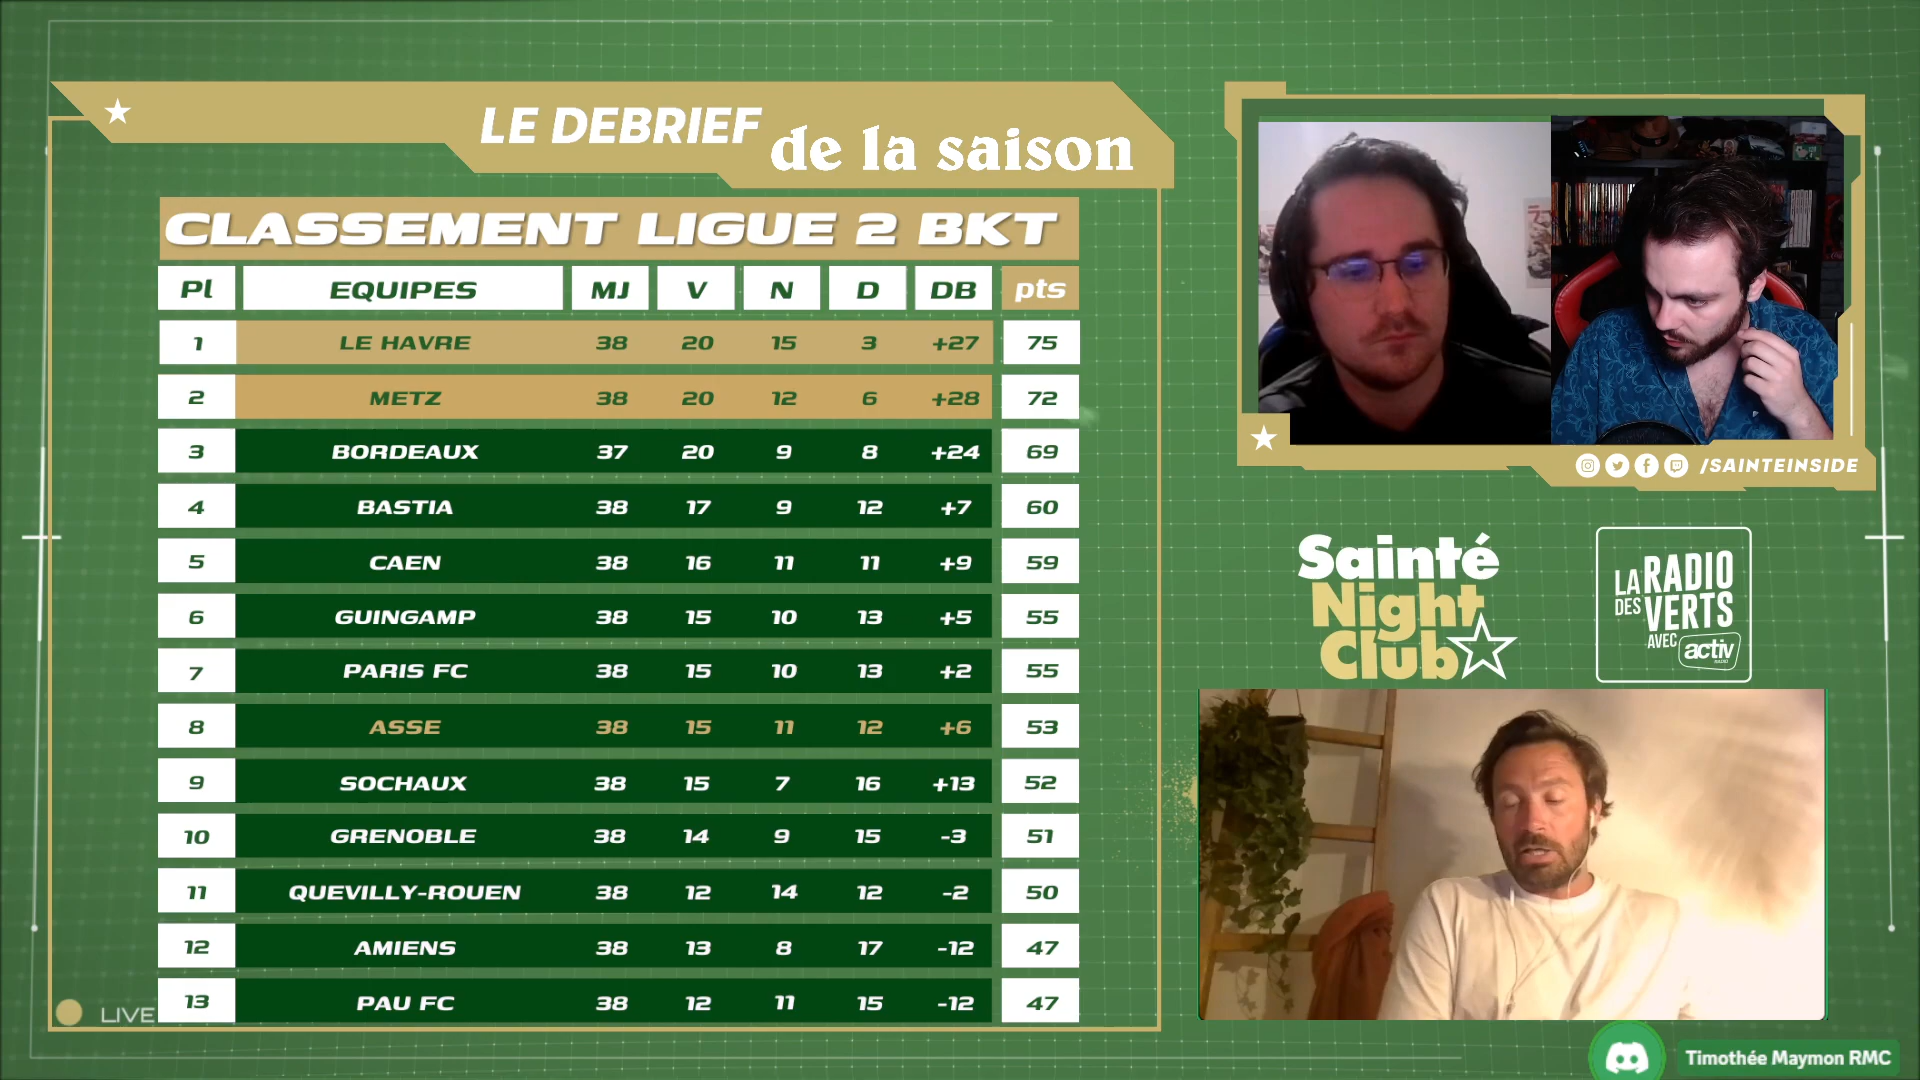 LE DEBRIEF de la saison
CLASSEMENT LIGUE 2 BKT
Pl EQUIPES MJ V N D DB pts
1 LE HAVRE 38 20 15 3 +27 75
2 METZ 38 20 12 6 +28 72
3 BORDEAUX 37 20 9 8 +24 69
4 BASTIA 38 17 9 12 +7 60
5 CAEN 38 16 11 11 +9 59
6 GUINGAMP 38 15 10 13 +5 55
7 PARIS FC 38 15 10 13 +2 55
8 ASSE 38 15 11 12 +6 53
9 SOCHAUX 38 15 7 16 +13 52
10 GRENOBLE 38 14 9 15 -3 51
11 QUEVILLY-ROUEN 38 12 14 12 -2 50
12 AMIENS 38 13 8 17 -12 47
13 PAU FC 38 12 11 15 -12 47
LIVE
/SAINTEINSIDE
Sainté
Night
Club
LA RADIO
DES VERTS
AVEC activ
RADIO
Timothée Maymon RMC